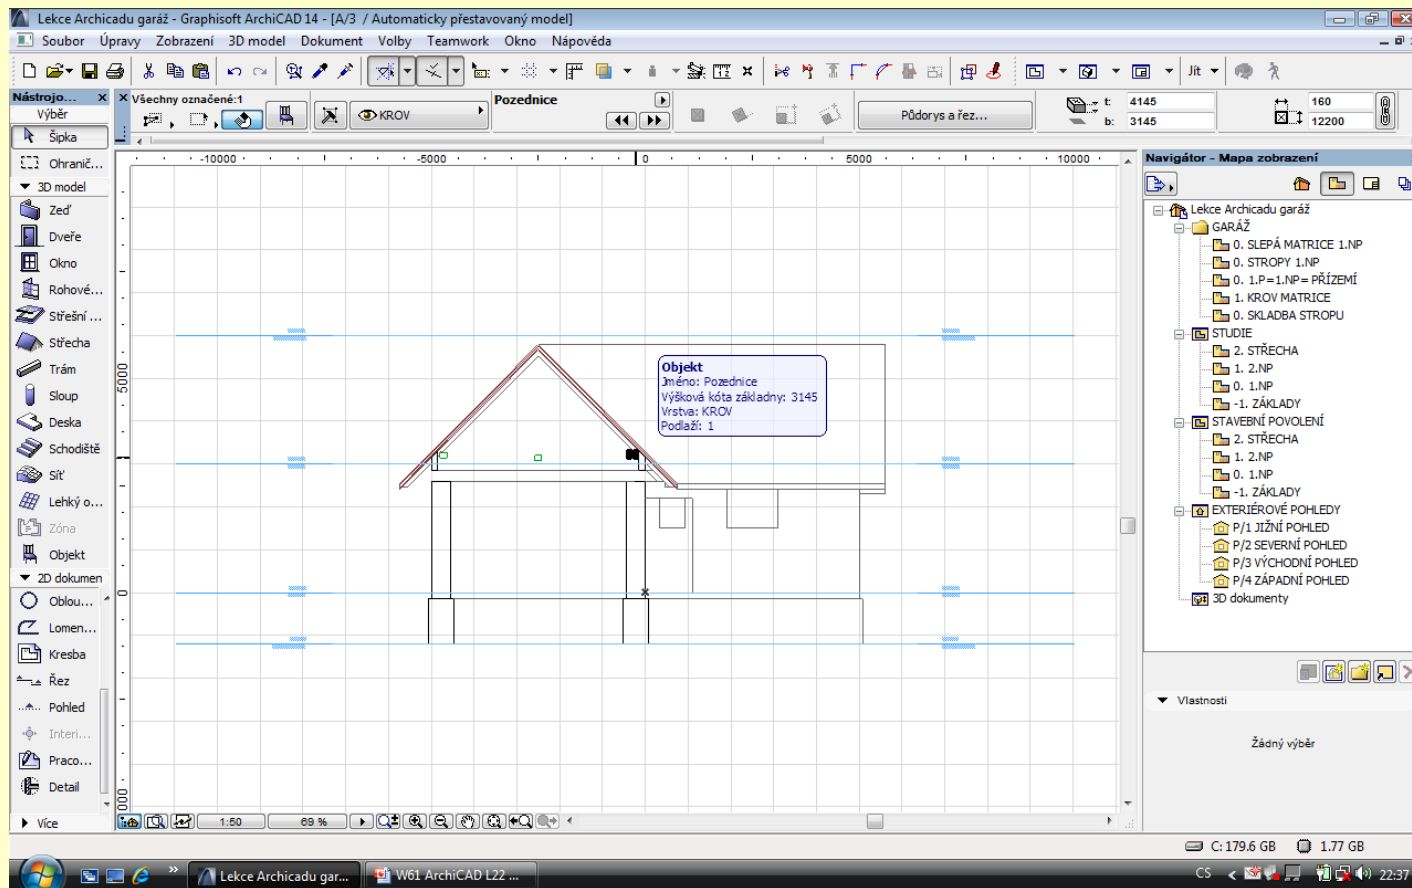 Lekce Archicadu garáž - Graphisoft ArchiCAD 14 - [A/3 / Automaticky přestavovaný model]
Soubor Úpravy Zobrazení 3D model Dokument Volby Teamwork Okno Nápověda
Jít
Nástrojo... x
Výběr
Šipka
Ohranič...
3D model
Zeď
Dveře
Okno
Rohové...
Střešní ...
Střecha
Trám
Sloup
Deska
Schodiště
Síť
Lehký o...
Zóna
Objekt
2D dokumen
Oblou...
Lomen...
Kresba
Řez
Pohled
Interi...
Praco...
Detail
Více
Všechny označené:1
KROV
Pozednice
Půdorys a řez...
t: 4145
b: 3145
160
12200
-10000 -5000 0 5000 10000
5000
0
000
Objekt
Jméno: Pozednice
Výšková kóta základny: 3145
Vrstva: KROV
Podlaží: 1
1:50 69 %
Navigátor - Mapa zobrazení
Lekce Archicadu garáž
GARÁŽ
0. SLEPÁ MATRICE 1.NP
0. STROPY 1.NP
0. 1.P=1.NP= PŘÍZEMÍ
1. KROV MATRICE
0. SKLADBA STROPU
STUDIE
2. STŘECHA
1. 2.NP
0. 1.NP
-1. ZÁKLADY
STAVEBNÍ POVOLENÍ
2. STŘECHA
1. 2.NP
0. 1.NP
-1. ZÁKLADY
EXTERIÉROVÉ POHLEDY
P/1 JIŽNÍ POHLED
P/2 SEVERNÍ POHLED
P/3 VÝCHODNÍ POHLED
P/4 ZÁPADNÍ POHLED
3D dokumenty
Vlastnosti
Žádný výběr
C: 179.6 GB 1.77 GB
Lekce Archicadu gar... W61 ArchiCAD L22 ... CS 22:37